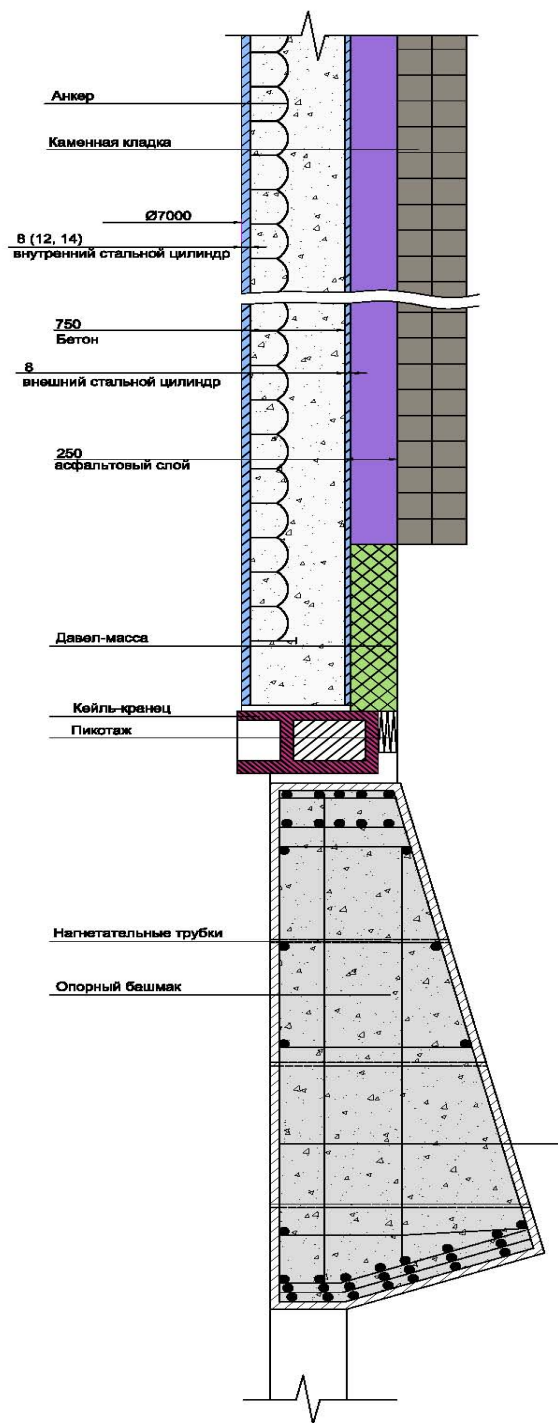 Анкер
Каменная кладка
Ø7000
8 (12, 14)
внутренний стальной цилиндр
750
Бетон
8
внешний стальной цилиндр
250
асфальтовый слой
Давел-масса
Кейль-кранец
Пикотаж
Нагнетательные трубки
Опорный башмак